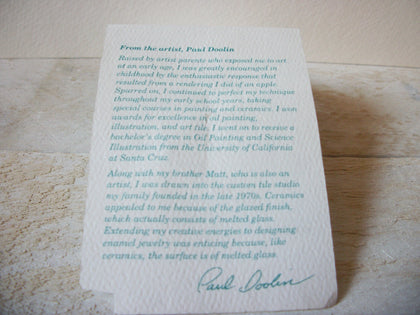 From the artist, Paul Doolin
Raised by artist parents who exposed me to art
at an early age, I was greatly encouraged in
childhood by the enthusiastic response that
resulted from a rendering I did of an apple.
Sparred on, I continued to perfect my technique
throughout my early school years, taking
special courses in painting and ceramics. I won
awards for excellence in oil painting,
illustration, and art tile. I went on to receive a
bachelor's degree in Oil Painting and Science
Illustration from the University of California
at Santa Cruz.
Along with my brother Matt, who is also an
artist, I was drawn into the custom tile studio
my family founded in the late 1970s. Ceramics
appealed to me because of the glazed finish,
which actually consists of melted glass.
Extending my creative energies to designing
enamel jewelry was enticing because, like
ceramics, the surface is of melted glass.
Paul Doolin